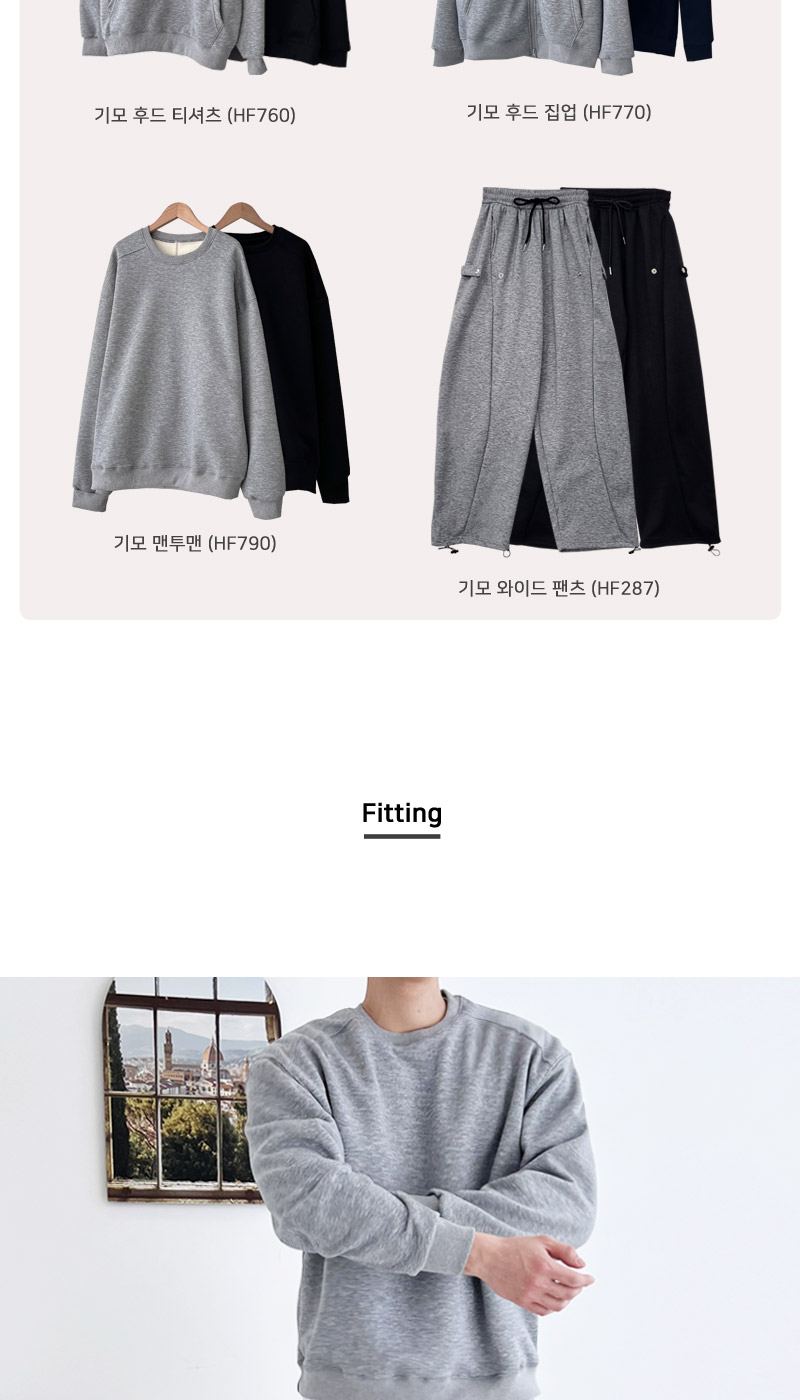 기모 후드 티셔츠 (HF760)
기모 후드 집업 (HF770)
기모 맨투맨 (HF790)
기모 와이드 팬츠 (HF287)
Fitting